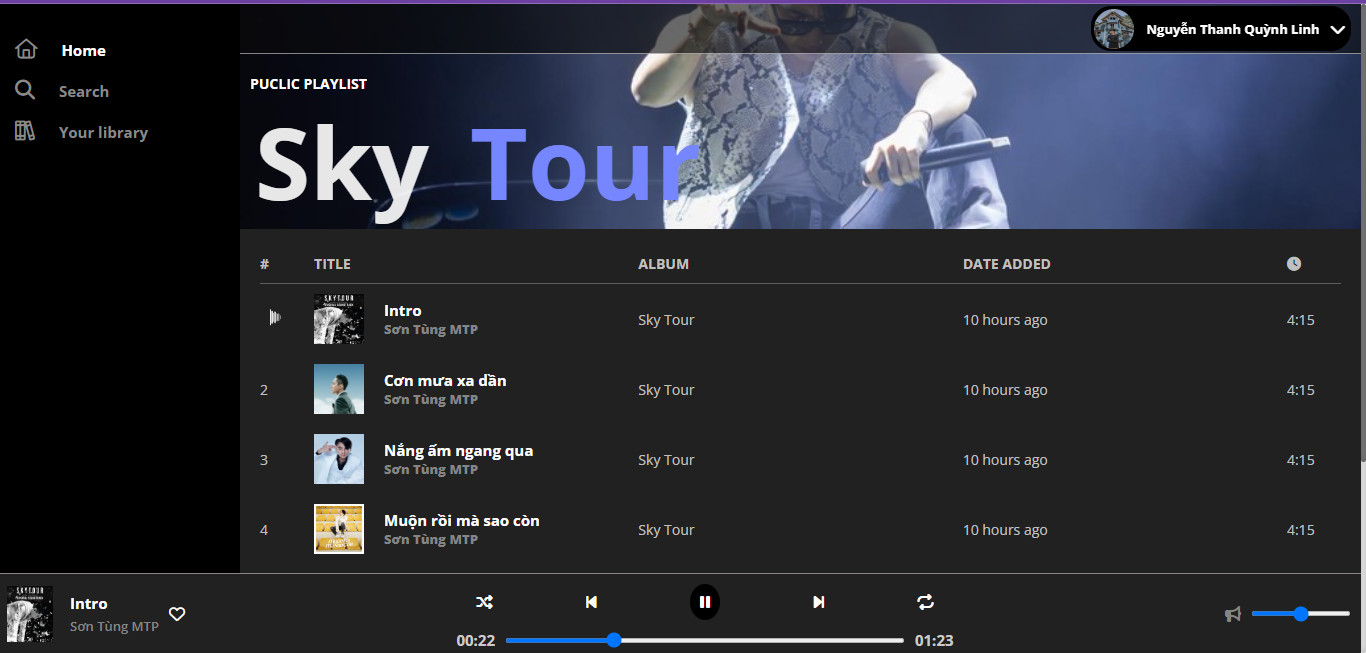 Home
Search
Your library
Nguyễn Thanh Quỳnh Linh
PUCLIC PLAYLIST
Sky Tour
# TITLE ALBUM DATE ADDED
SKYTOUR
Intro
Sơn Tùng MTP
Sky Tour 10 hours ago 4:15
2 Cơn mưa xa dần
Sơn Tùng MTP
Sky Tour 10 hours ago 4:15
3 Nắng ấm ngang qua
Sơn Tùng MTP
Sky Tour 10 hours ago 4:15
4 Muộn rồi mà sao còn
Sơn Tùng MTP
Sky Tour 10 hours ago 4:15
SKYTOUR
Intro
Sơn Tùng MTP
00:22 01:23